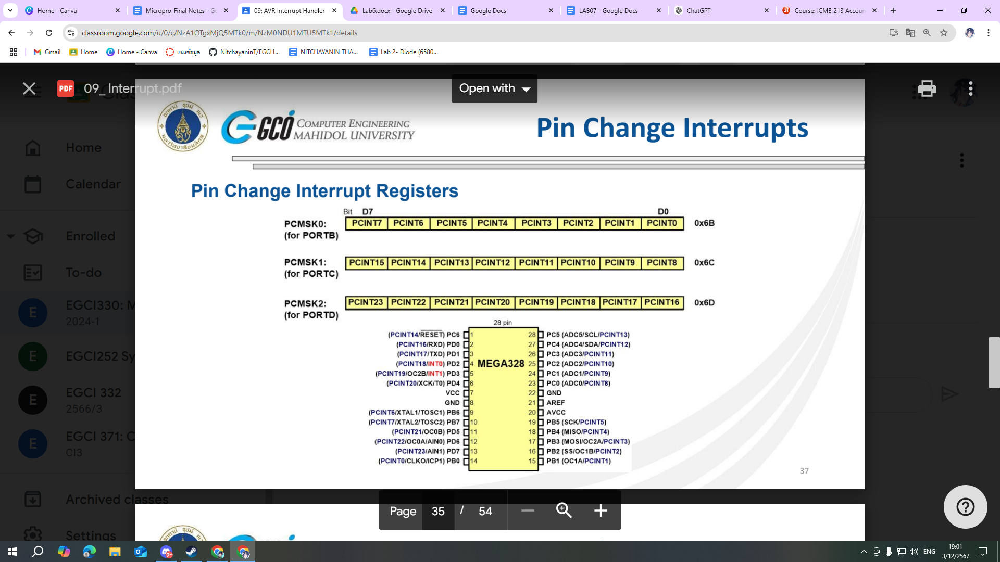 Home - Canva
Micropro_Final Notes - Go
09: AVR Interrupt Handler
Lab6.docx - Google Drive
Google Docs
LAB07 - Google Docs
ChatGPT
Course: ICMB 213 Accoun
classroom.google.com/u/0/c/NzA1OTgxMjQ5MTk0/m/NzM0NDU1MTU5MTk1/details
Gmail
Home
Home - Canva
แผงข้อมูล
NitchayaninT/EGCI1...
NITCHAYANIN THA...
Lab 2- Diode (6580...
PDF
09_ Interrupt.pdf
Open with
Home
Calendar
Enrolled
To-do
E
EGCI330: M
2024-1
E
EGCI252 Sy
E
EGCI 332
2566/3
E
EGCI 371: C
CI3
Archived classes
Settings
EGCO COMPUTER ENGINEERING
MAHIDOL UNIVERSITY
Pin Change Interrupts
Pin Change Interrupt Registers
Bit D7 D0
PCMSK0: PCINT7 PCINT6 PCINT5 PCINT4 PCINT3 PCINT2 PCINT1 PCINT0 0x6B
(for PORTB)
PCMSK1: PCINT15 PCINT14 PCINT13 PCINT12 PCINT11 PCINT10 PCINT9 PCINT8 0x6C
(for PORTC)
PCMSK2: PCINT23 PCINT22 PCINT21 PCINT20 PCINT19 PCINT18 PCINT17 PCINT16 0x6D
(for PORTD)
28 pin
(PCINT14/RESET) PC6 1 28 PC5 (ADC5/SCL/PCINT13)
(PCINT16/RXD) PD0 2 27 PC4 (ADC4/SDA/PCINT12)
(PCINT17/TXD) PD1 3 26 PC3 (ADC3/PCINT11)
(PCINT18/INT0) PD2 4 MEGA328 25 PC2 (ADC2/PCINT10)
(PCINT19/OC2B/INT1) PD3 5 24 PC1 (ADC1/PCINT9)
(PCINT20/XCK/T0) PD4 6 23 PC0 (ADC0/PCINT8)
VCC 7 22 GND
GND 8 21 AREF
(PCINT6/XTAL1/TOSC1) PB6 9 20 AVCC
(PCINT7/XTAL2/TOSC2) PB7 10 19 PB5 (SCK/PCINT5)
(PCINT21/OC0B) PD5 11 18 PB4 (MISO/PCINT4)
(PCINT22/OC0A/AIN0) PD6 12 17 PB3 (MOSI/OC2A/PCINT3)
(PCINT23/AIN1) PD7 13 16 PB2 (SS/OC1B/PCINT2)
(PCINT0/CLKO/ICP1) PB0 14 15 PB1 (OC1A/PCINT1)
37
Page 35 / 54
ENG
19:01
3/12/2567